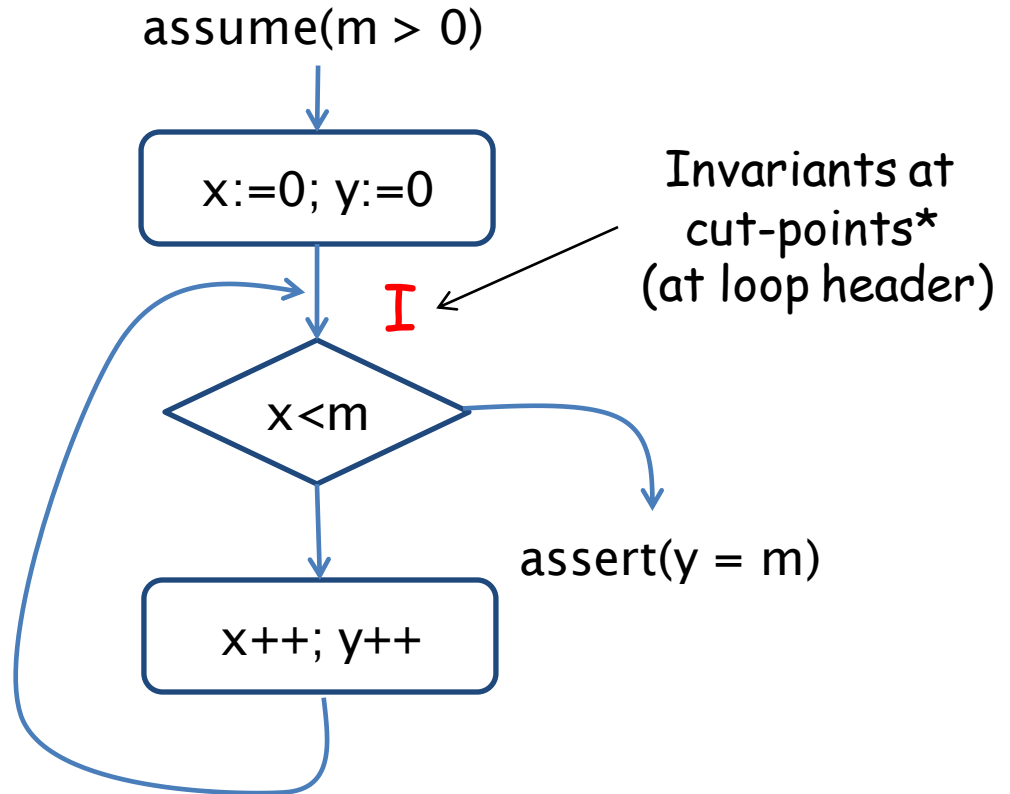 assume(m > 0)
x:=0; y:=0
Invariants at
cut-points*
(at loop header)
I
x<m
assert(y = m)
x++; y++